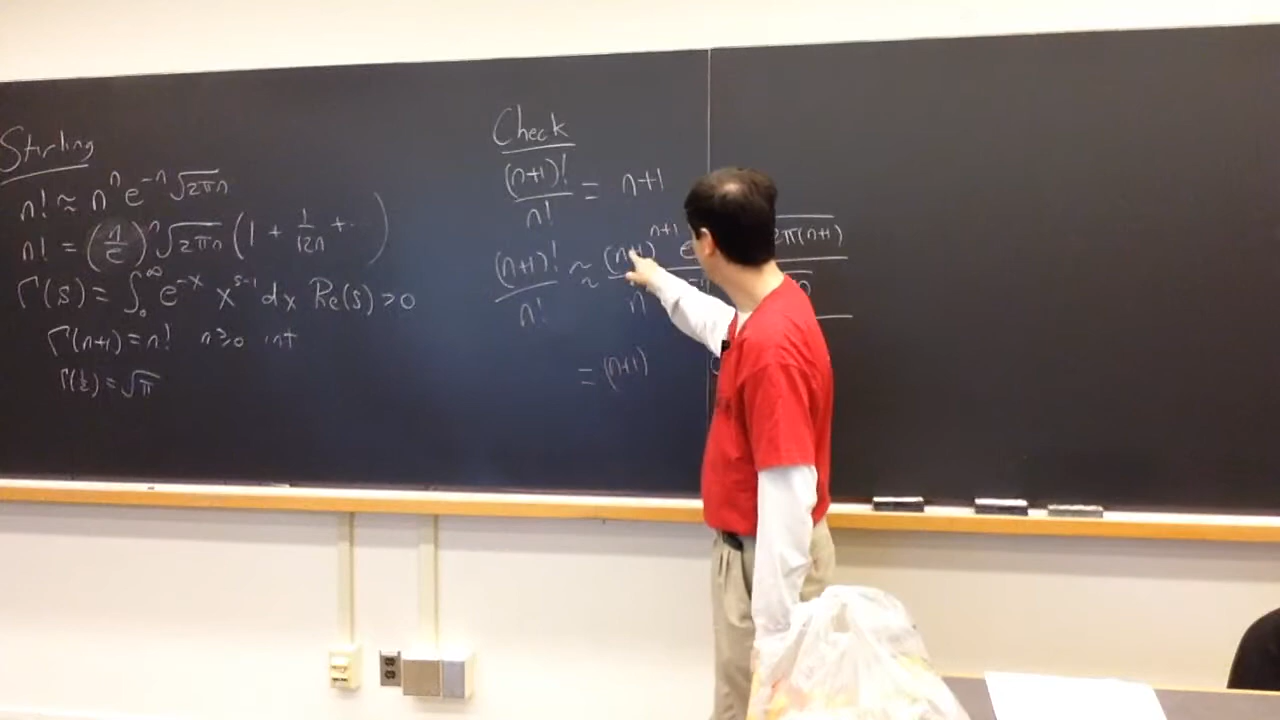 Stirling
n! ≈ n^n e^{-n} √(2πn)
n! = (n/e)^n √(2πn) (1 + 1/(12n) + ...)
Γ(s) = ∫_0^∞ e^{-x} x^{s-1} dx Re(s) > 0
Γ(n+1) = n! n≥0 int
Γ(1/2) = √π
Check
(n+1)!/n! = n+1
(n+1)!/n! ≈ (n+1)^{n+1} e 2π(n+1) / n
= (n+1)